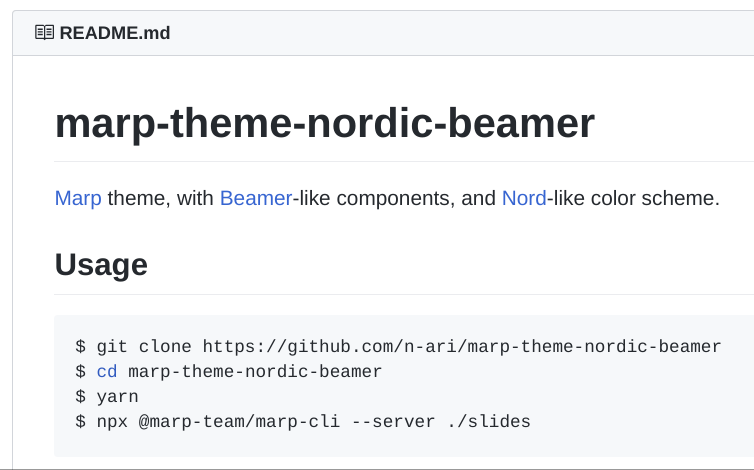 README.md
marp-theme-nordic-beamer
Marp theme, with Beamer-like components, and Nord-like color scheme.
Usage
$ git clone https://github.com/n-ari/marp-theme-nordic-beamer
$ cd marp-theme-nordic-beamer
$ yarn
$ npx @marp-team/marp-cli --server ./slides